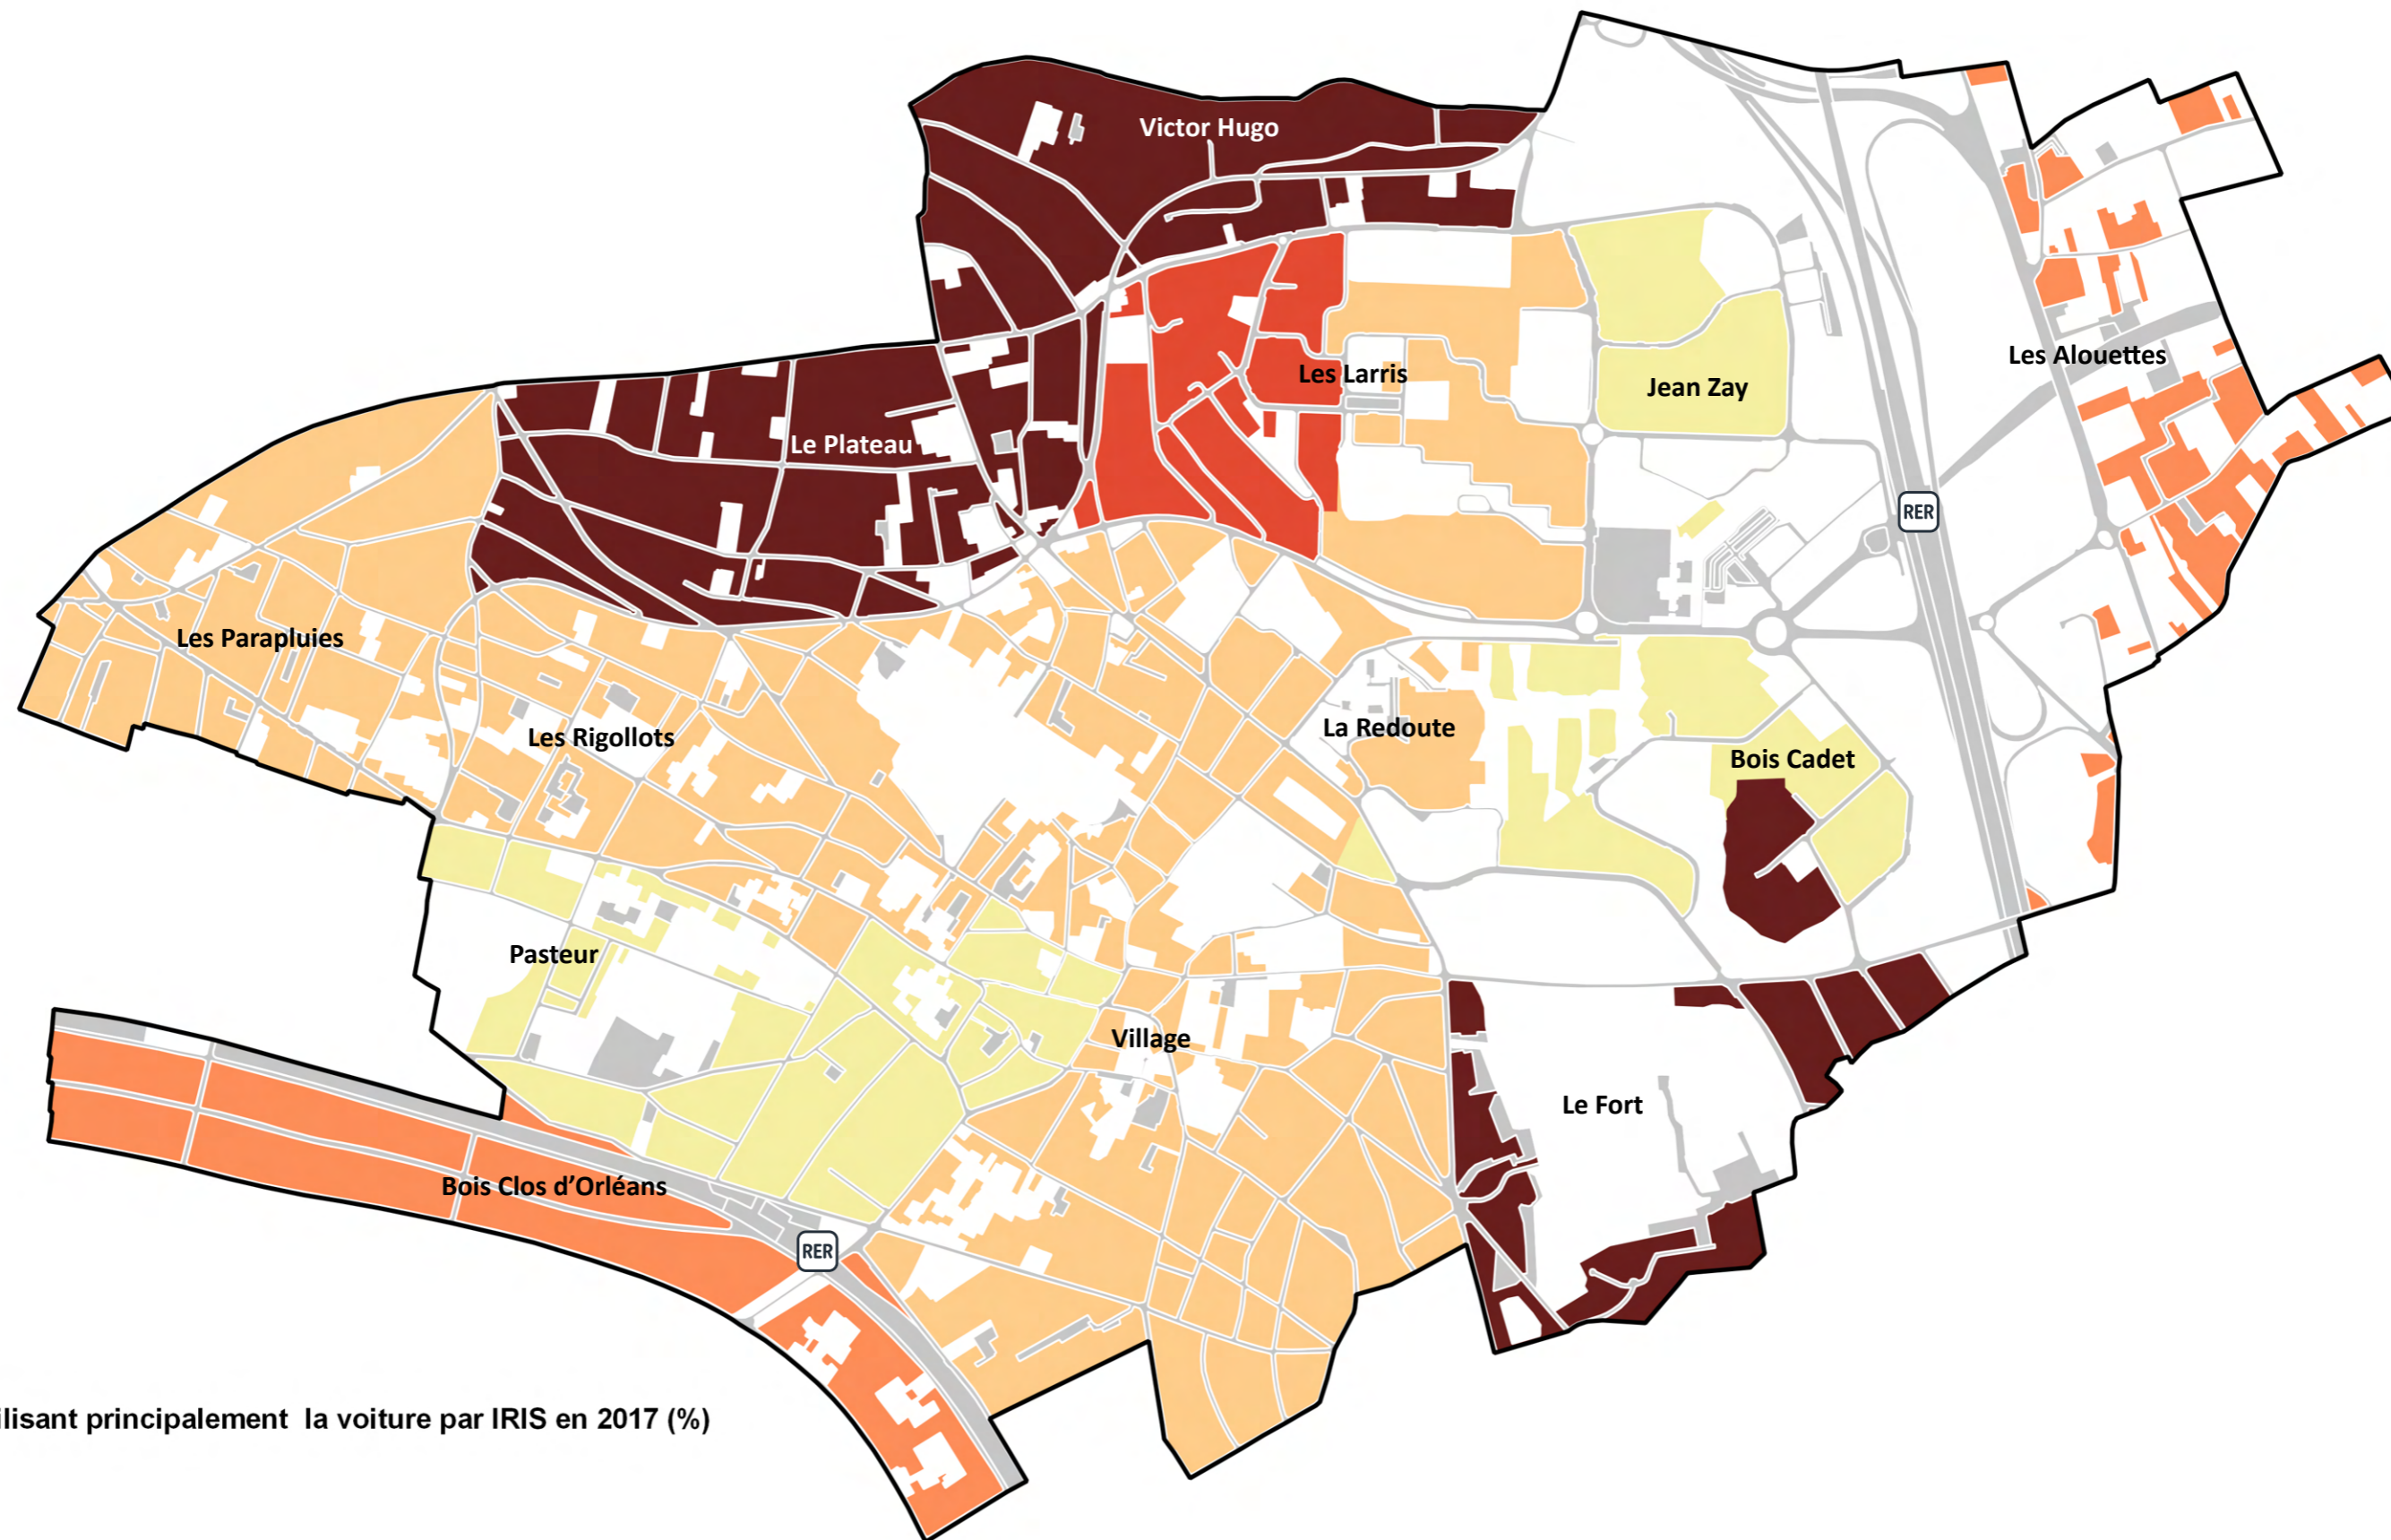 Victor Hugo
Les Alouettes
Les Larris
Jean Zay
Le Plateau
RER
Les Parapluies
La Redoute
Les Rigollots
Bois Cadet
Pasteur
Village
Le Fort
Bois Clos d’Orléans
RER
lisant principalement la voiture par IRIS en 2017 (%)